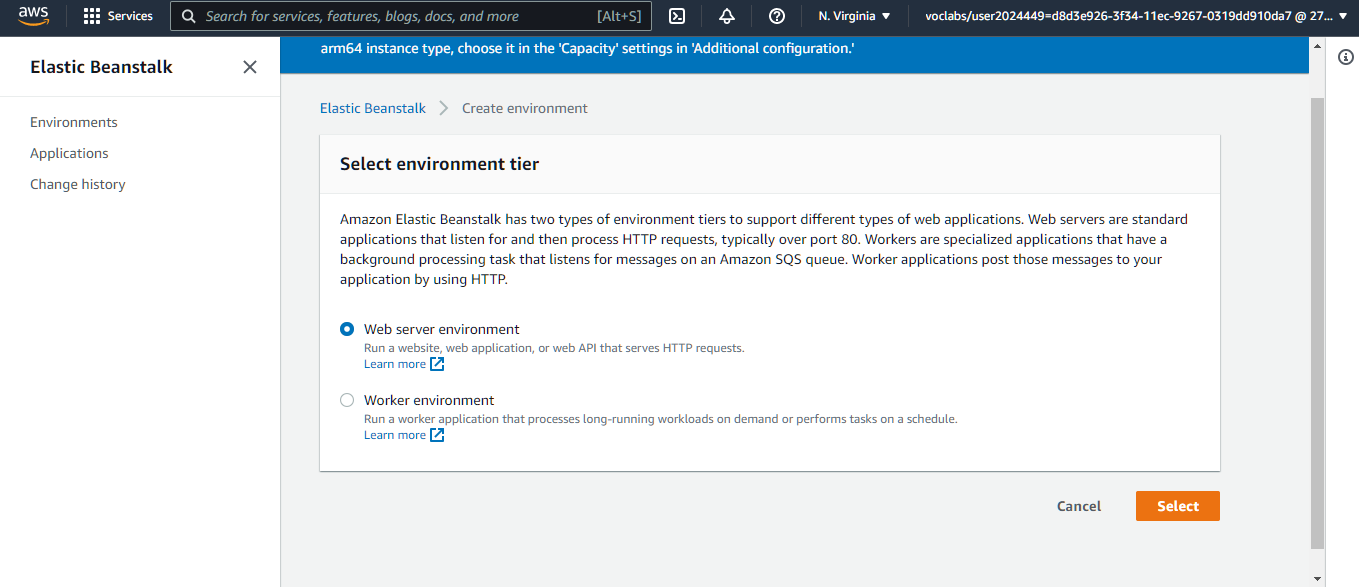 aws
Services
Search for services, features, blogs, docs, and more [Alt+S]
N. Virginia
voclabs/user2024449=d8d3e926-3f34-11ec-9267-0319dd910da7 @ 27...
Elastic Beanstalk
Environments
Applications
Change history
arm64 instance type, choose it in the 'Capacity' settings in 'Additional configuration.'
Elastic Beanstalk
Create environment
Select environment tier
Amazon Elastic Beanstalk has two types of environment tiers to support different types of web applications. Web servers are standard
applications that listen for and then process HTTP requests, typically over port 80. Workers are specialized applications that have a
background processing task that listens for messages on an Amazon SQS queue. Worker applications post those messages to your
application by using HTTP.
Web server environment
Run a website, web application, or web API that serves HTTP requests.
Learn more
Worker environment
Run a worker application that processes long-running workloads on demand or performs tasks on a schedule.
Learn more
Cancel
Select